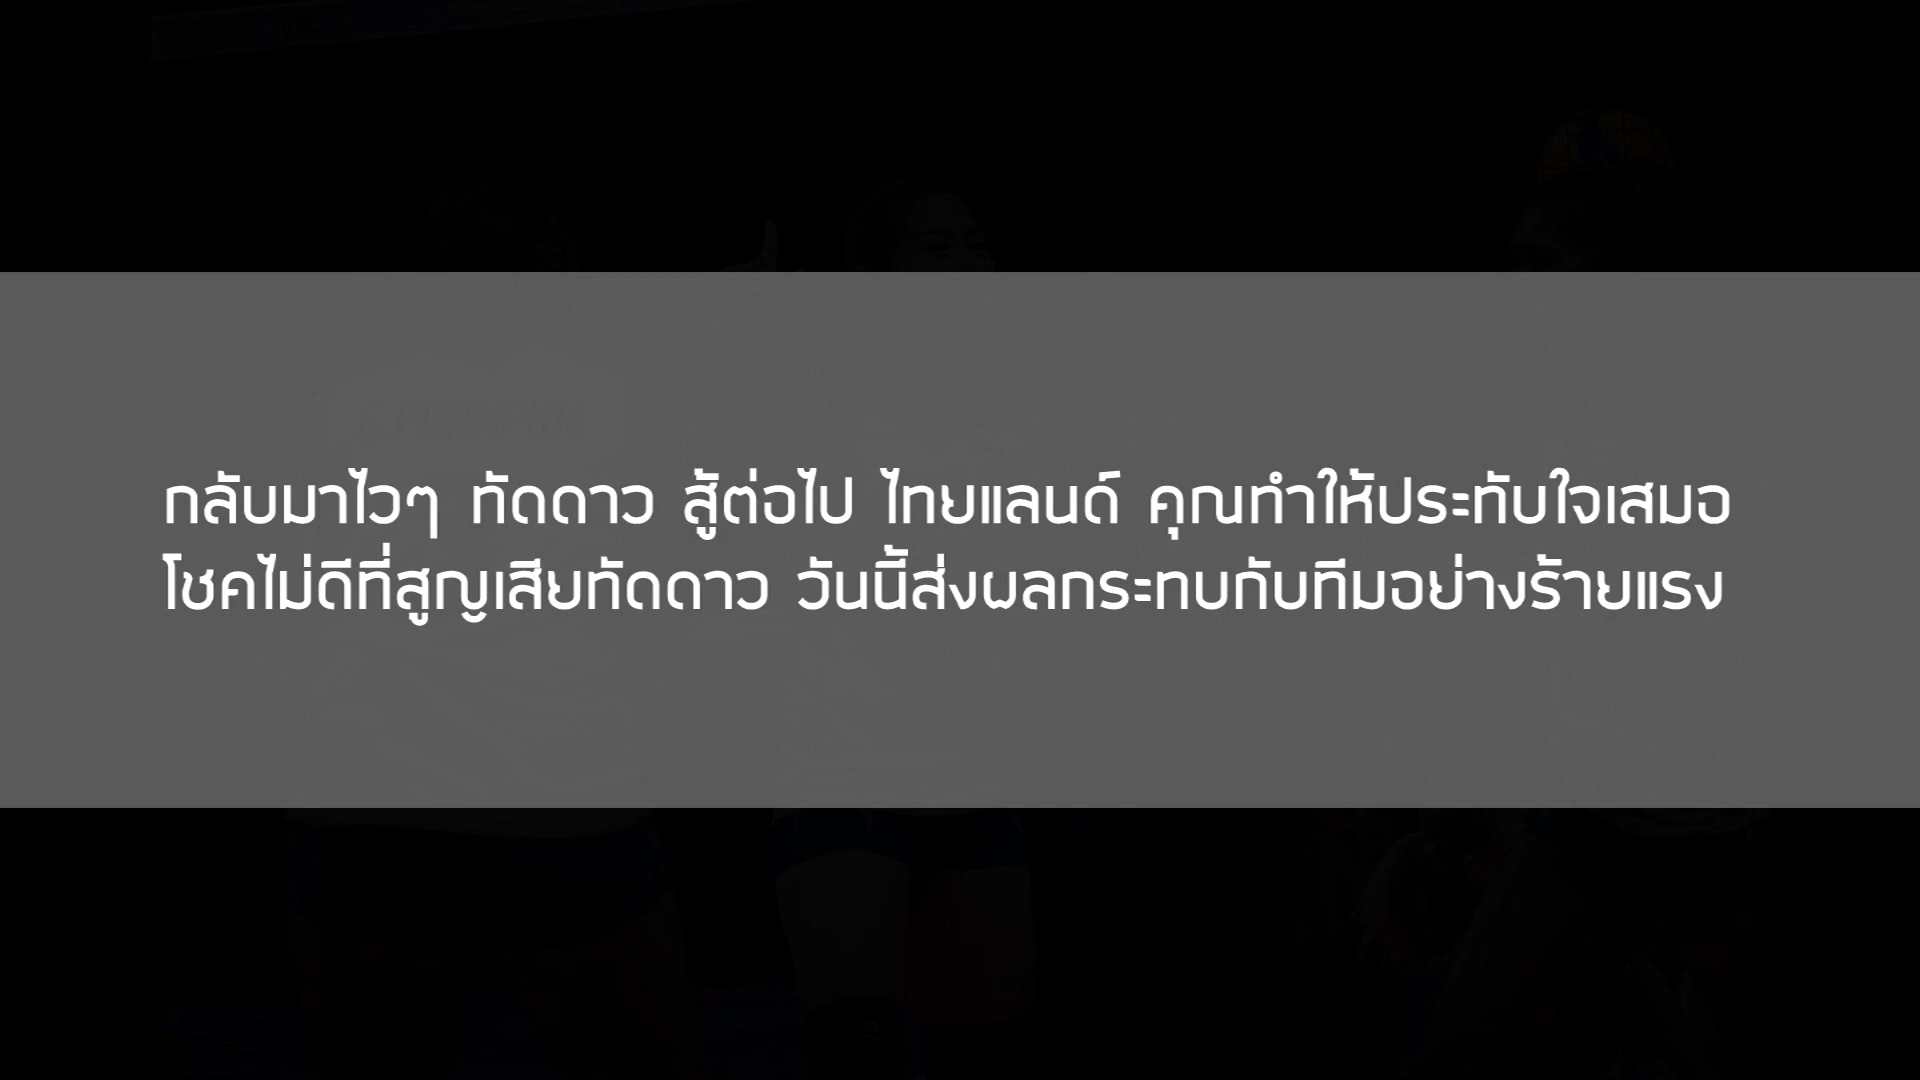 กลับมาไวๆ ทัดดาว สู้ต่อไป ไทยแลนด์ คุณทำให้ประทับใจเสมอ
โชคไม่ดีที่สูญเสียทัดดาว วันนี้ส่งผลกระทบกับทีมอย่างร้ายแรง